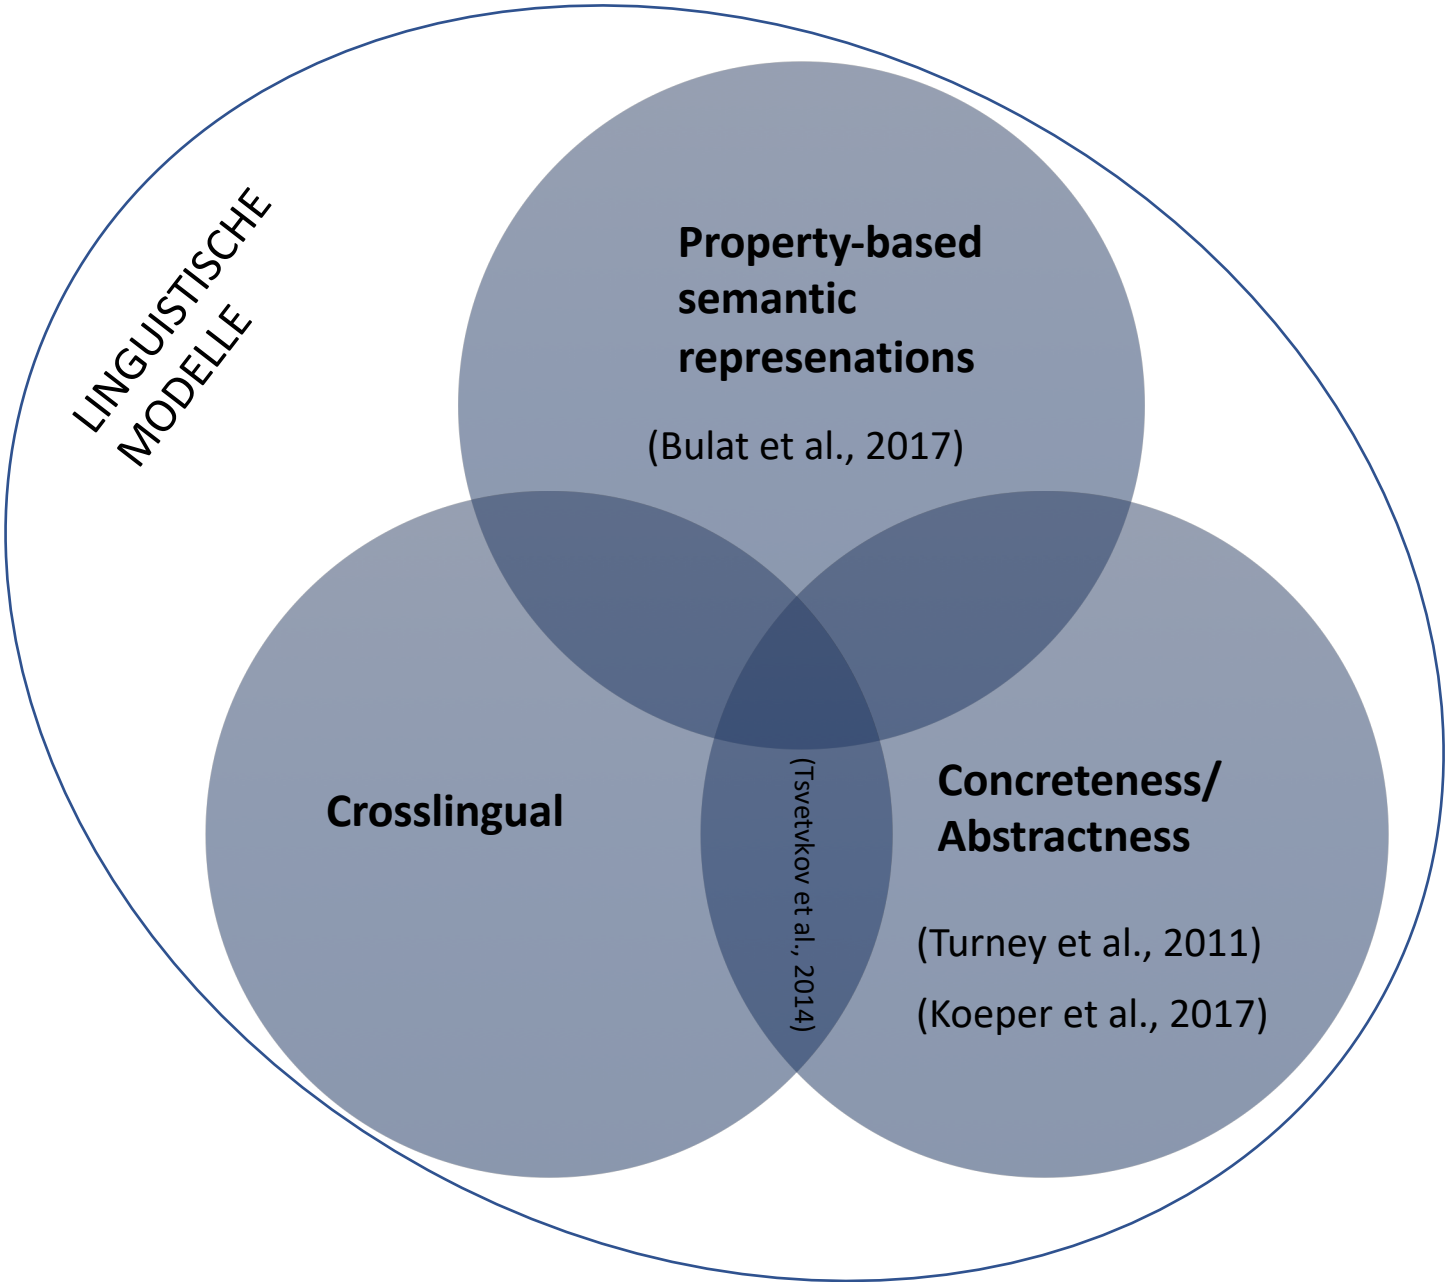 LINGUISTISCHE
MODELLE
Property-based
semantic
represenations
(Bulat et al., 2017)
Crosslingual
(Tsvetvkov et al., 2014)
Concreteness/
Abstractness
(Turney et al., 2011)
(Koeper et al., 2017)